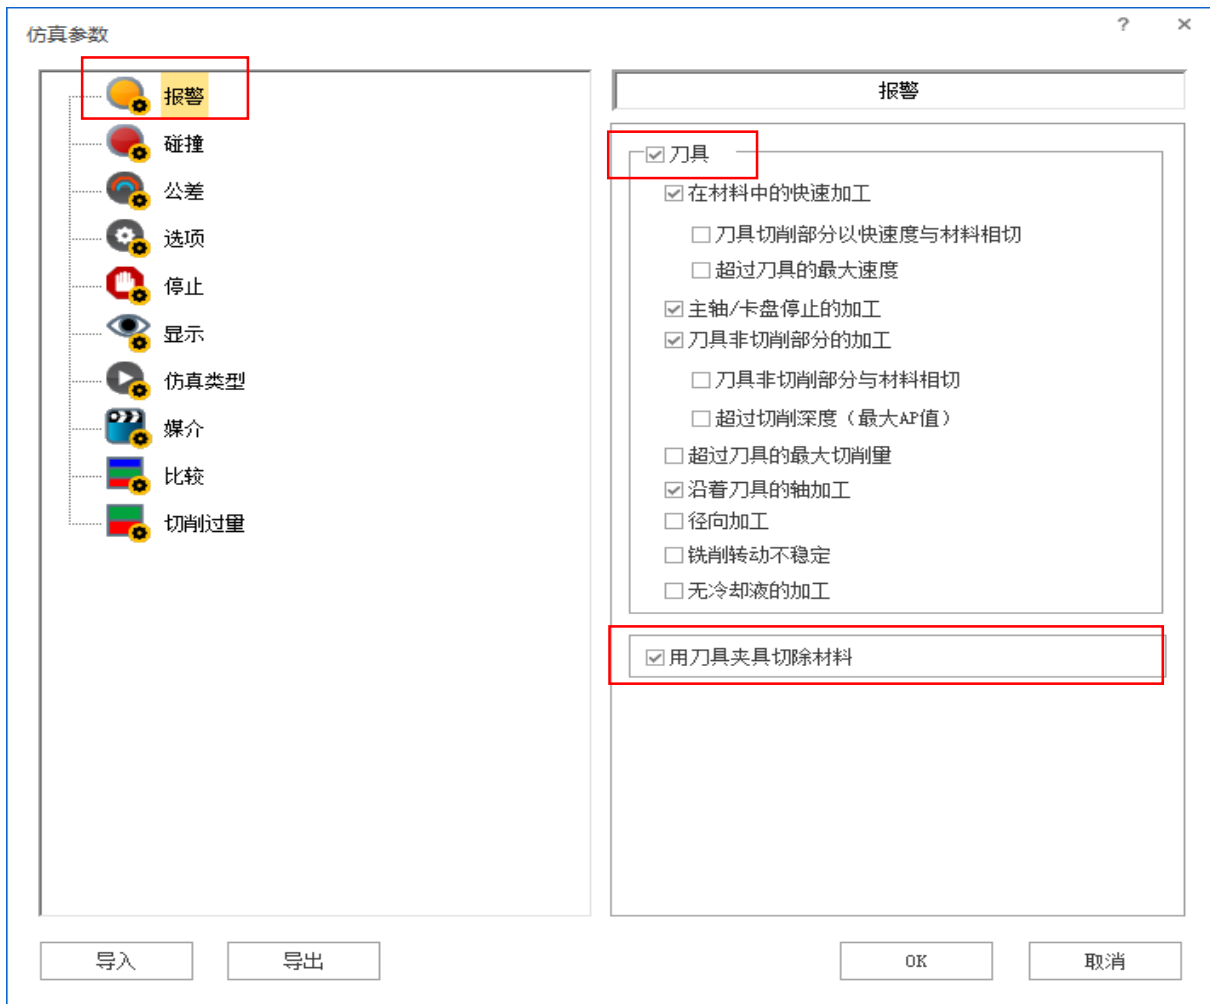 仿真参数
?
×
报警
碰撞
公差
选项
停止
显示
仿真类型
媒介
比较
切削过量
报警
刀具
在材料中的快速加工
刀具切削部分以快速度与材料相切
超过刀具的最大速度
主轴/卡盘停止的加工
刀具非切削部分的加工
刀具非切削部分与材料相切
超过切削深度（最大AP值）
超过刀具的最大切削量
沿着刀具的轴加工
径向加工
铣削转动不稳定
无冷却液的加工
用刀具夹具切除材料
导入
导出
OK
取消